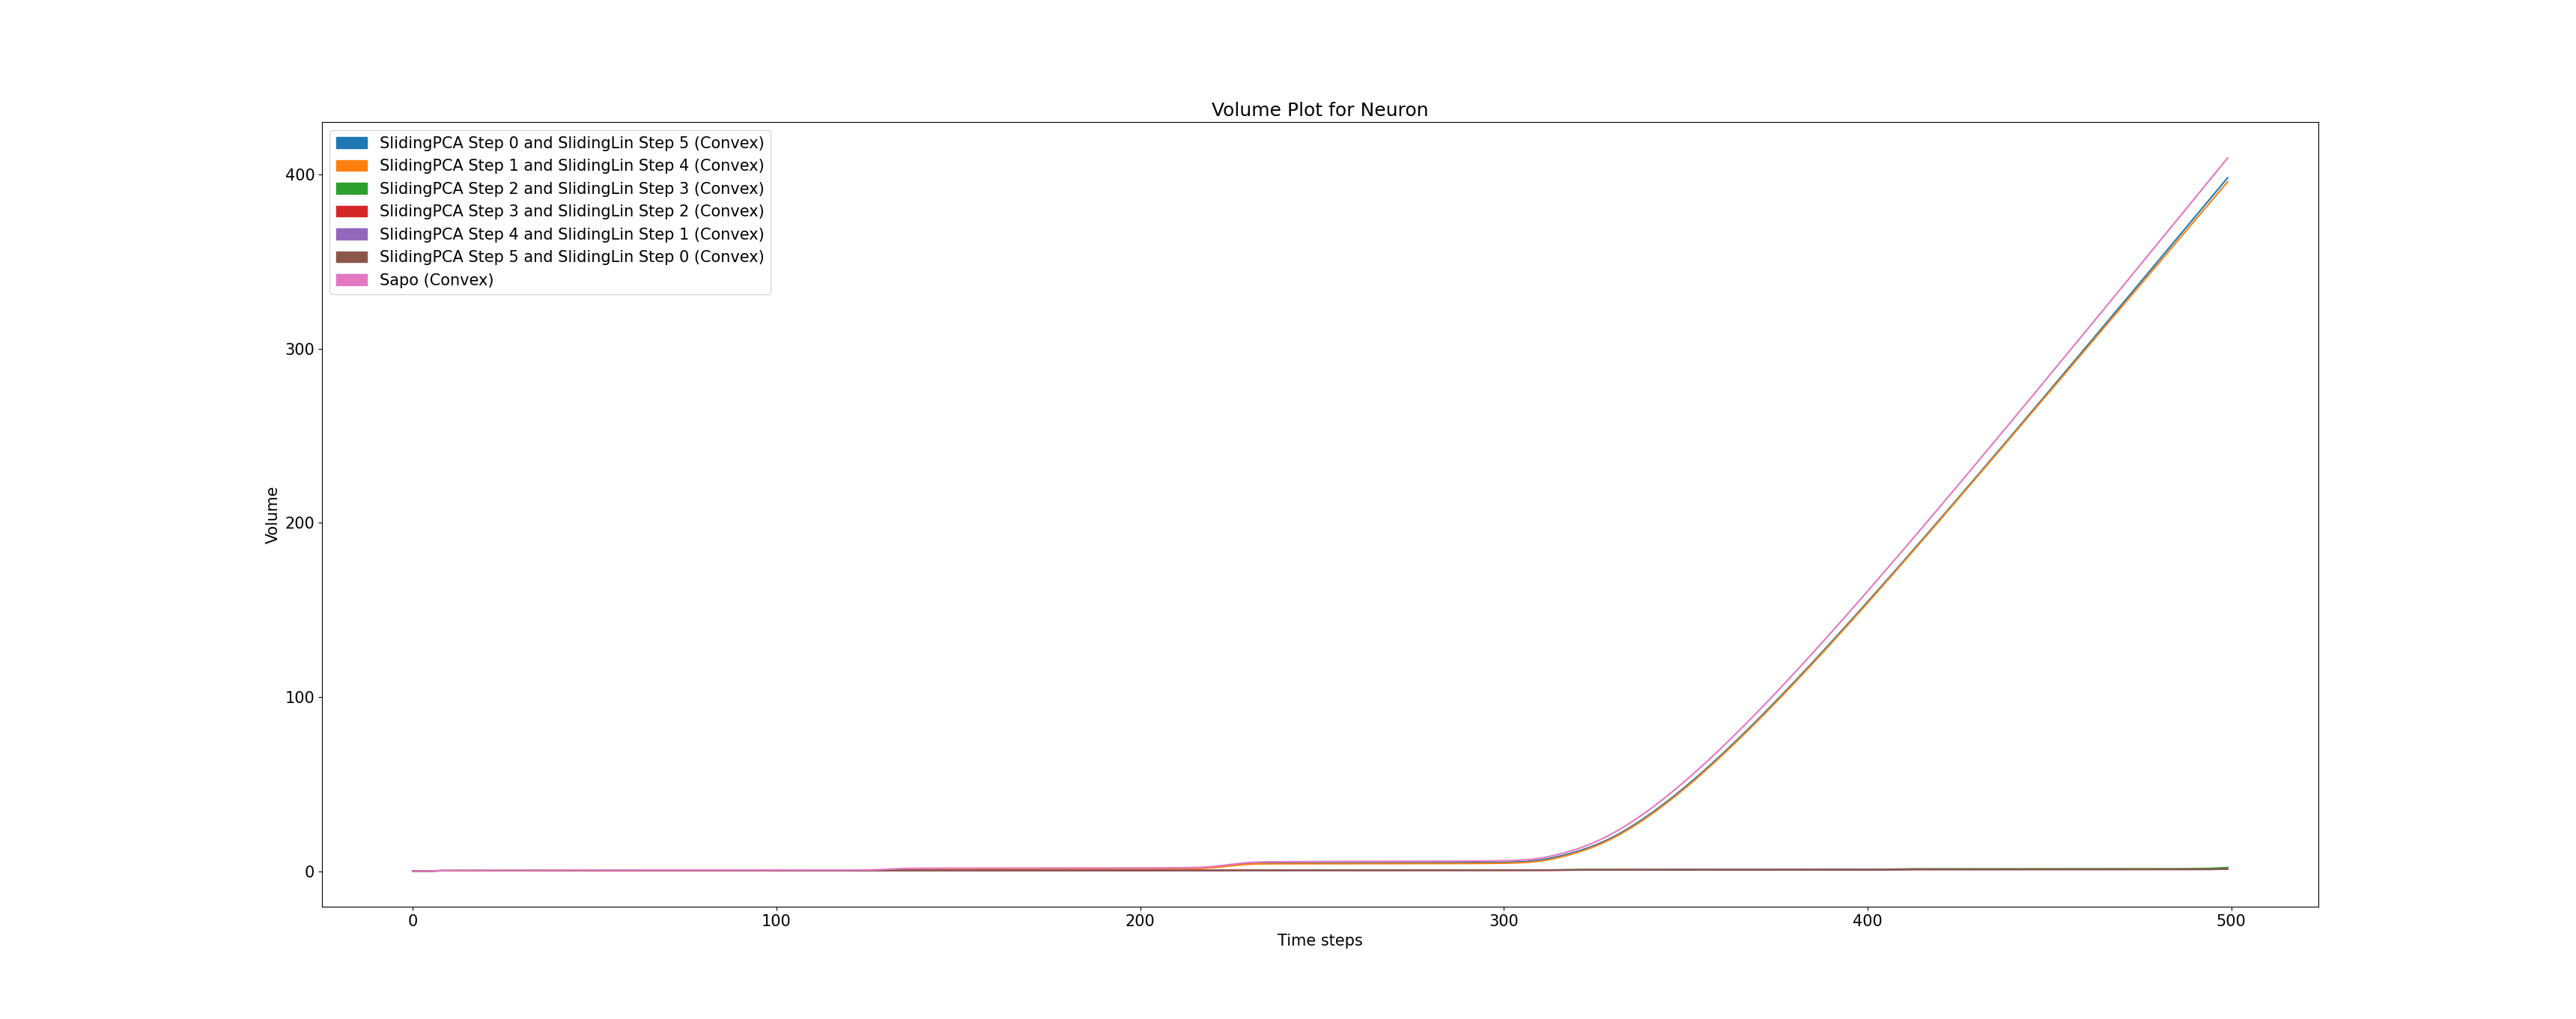 Volume Plot for Neuron
SlidingPCA Step 0 and SlidingLin Step 5 (Convex)
SlidingPCA Step 1 and SlidingLin Step 4 (Convex)
SlidingPCA Step 2 and SlidingLin Step 3 (Convex)
SlidingPCA Step 3 and SlidingLin Step 2 (Convex)
SlidingPCA Step 4 and SlidingLin Step 1 (Convex)
SlidingPCA Step 5 and SlidingLin Step 0 (Convex)
Sapo (Convex)
400
300
200
100
0
Volume
0 100 200 300 400 500
Time steps